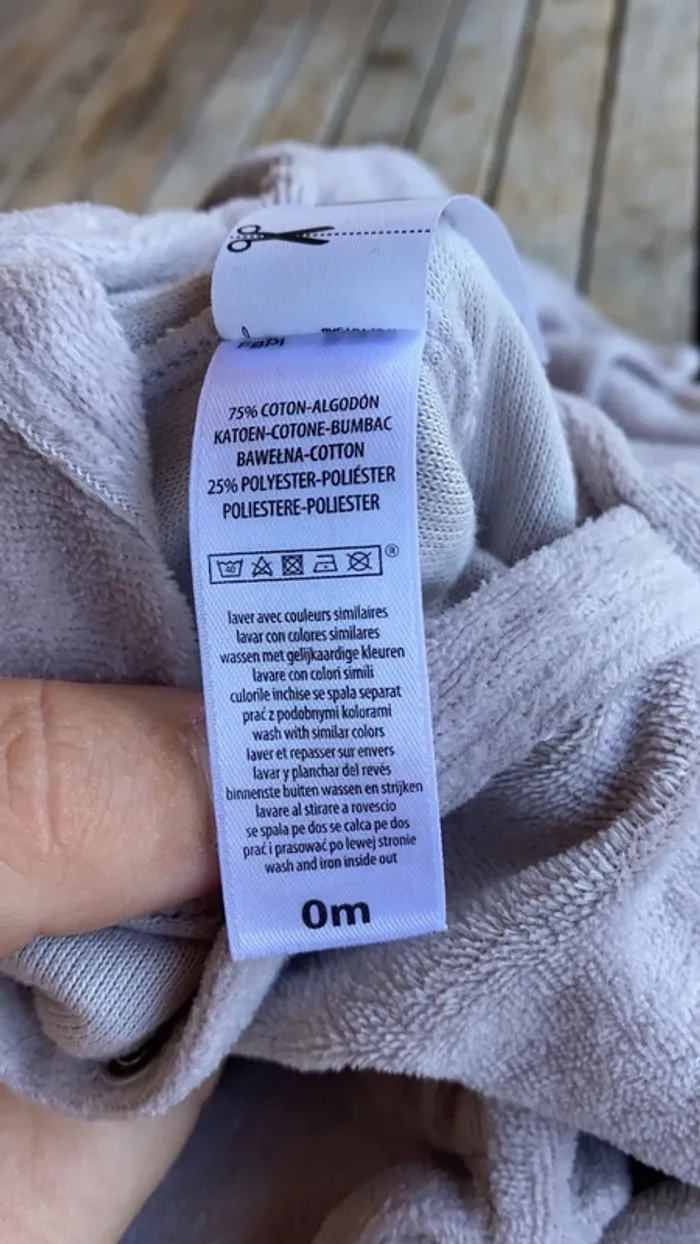 75% COTON-ALGODÓN
KATOEN-COTONE-BUMBAC
BAWEŁNA-COTTON
25% POLYESTER-POLIÉSTER
POLIESTERE-POLIESTER
40
®
laver avec couleurs similaires
lavar con colores similares
wassen met gelijkaardige kleuren
lavare con colori simili
culorile inchise se spala separat
prać z podobnymi kolorami
wash with similar colors
laver et repasser sur envers
lavar y planchar del revés
binnenste buiten wassen en strijken
lavare al stirare a rovescio
se spala pe dos se calca pe dos
prać i prasować po lewej stronie
wash and iron inside out
0m